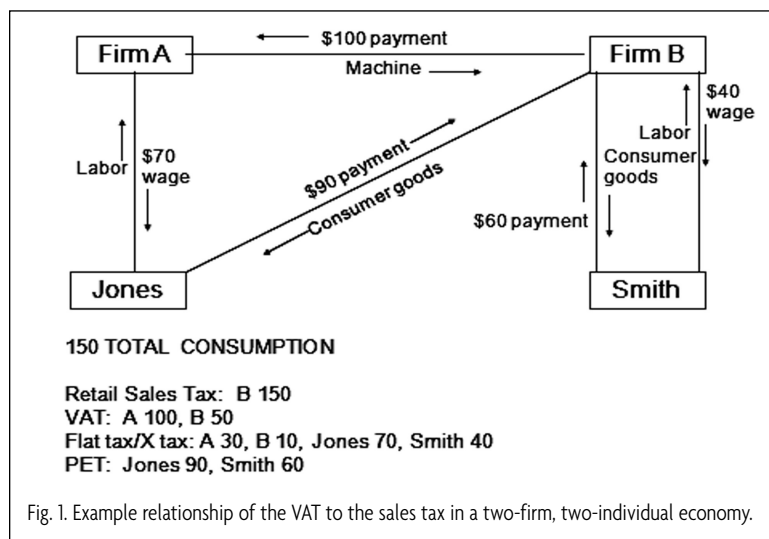 $100 payment
Firm A
Firm B
Machine
$40
wage
Labor
Labor
$70
wage
Consumer
goods
$90 payment
Consumer goods
$60 payment
Jones
Smith
150 TOTAL CONSUMPTION
Retail Sales Tax: B 150
VAT: A 100, B 50
Flat tax/X tax: A 30, B 10, Jones 70, Smith 40
PET: Jones 90, Smith 60
Fig. 1. Example relationship of the VAT to the sales tax in a two-firm, two-individual economy.